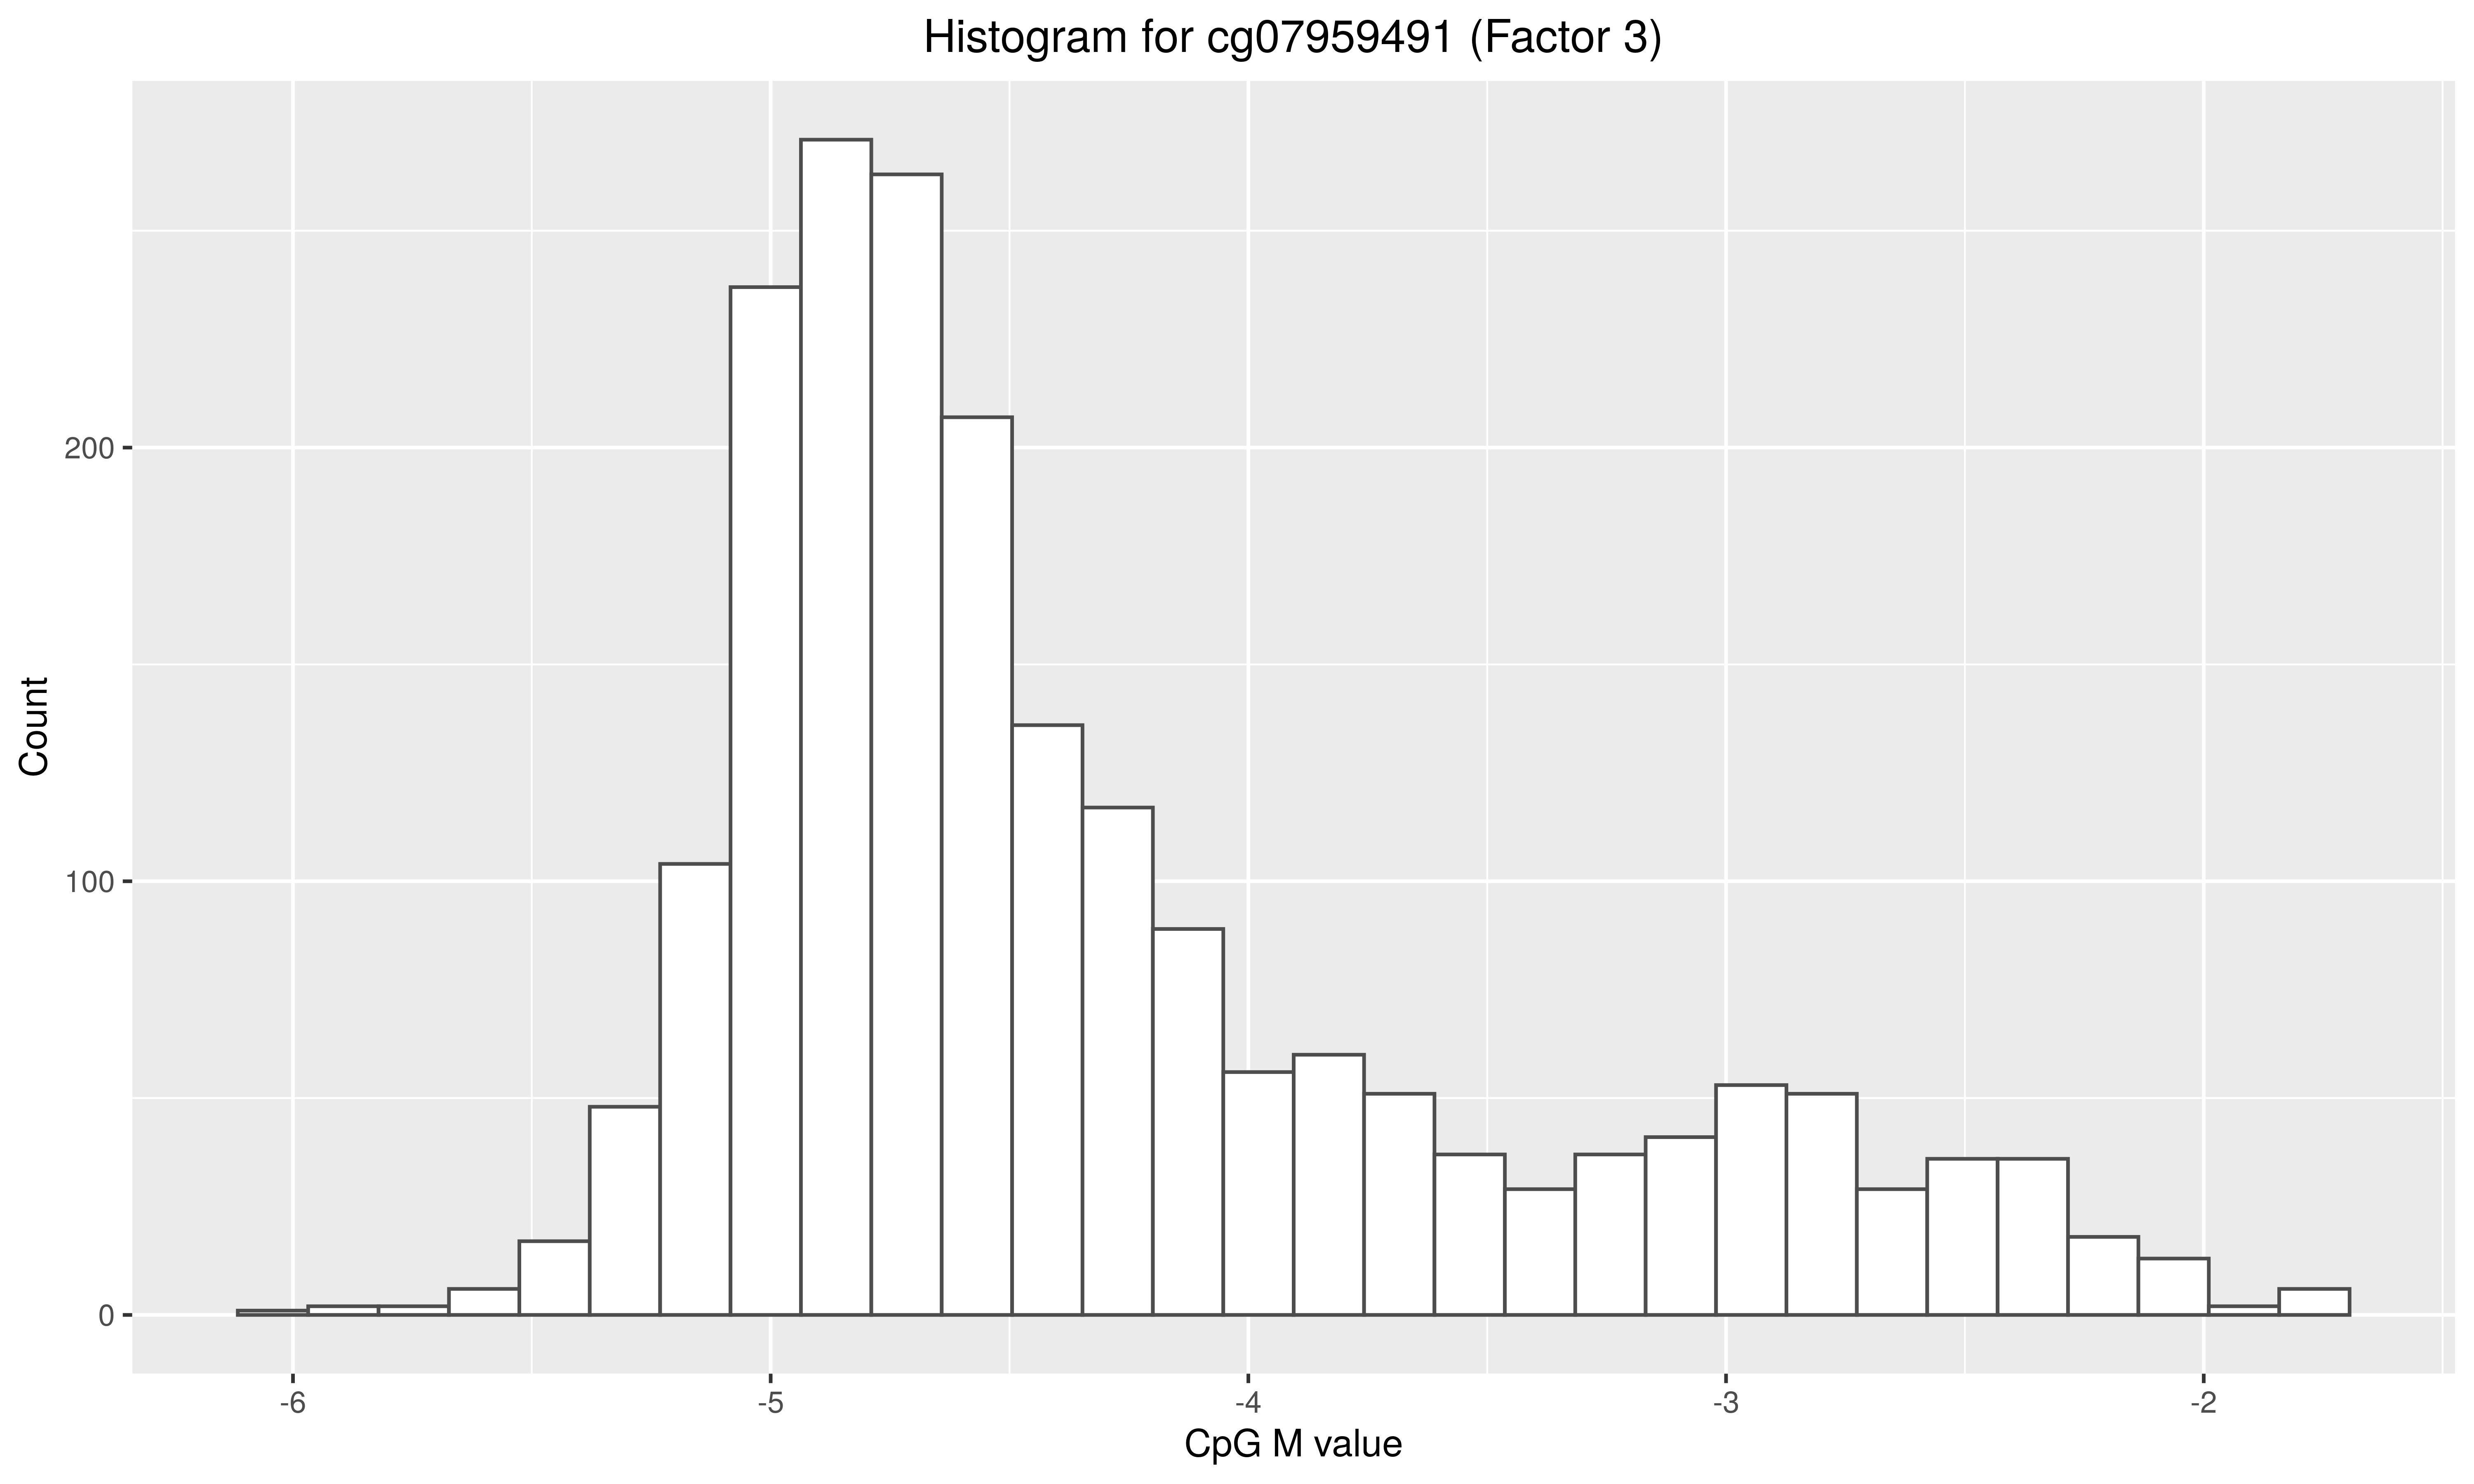 Histogram for cg07959491 (Factor 3)
Count
200
100
0
-6 -5 -4 -3 -2
CpG M value